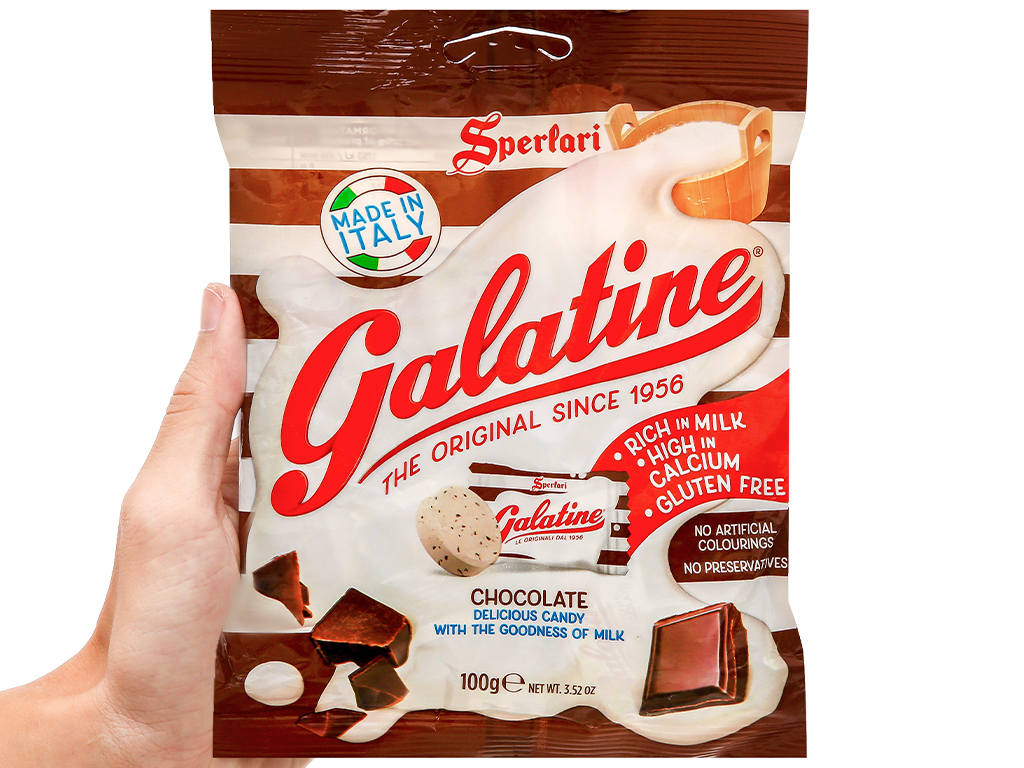 Sperlari
MADE IN
ITALY
Galatine®
THE ORIGINAL SINCE 1956
• RICH IN MILK
• HIGH IN
CALCIUM
• GLUTEN FREE
NO ARTIFICIAL
COLOURINGS
NO PRESERVATIVES
Sperlari
Galatine
LE ORIGINALI DAL 1956
CHOCOLATE
DELICIOUS CANDY
WITH THE GOODNESS OF MILK
100g℮ NET WT. 3.52 OZ